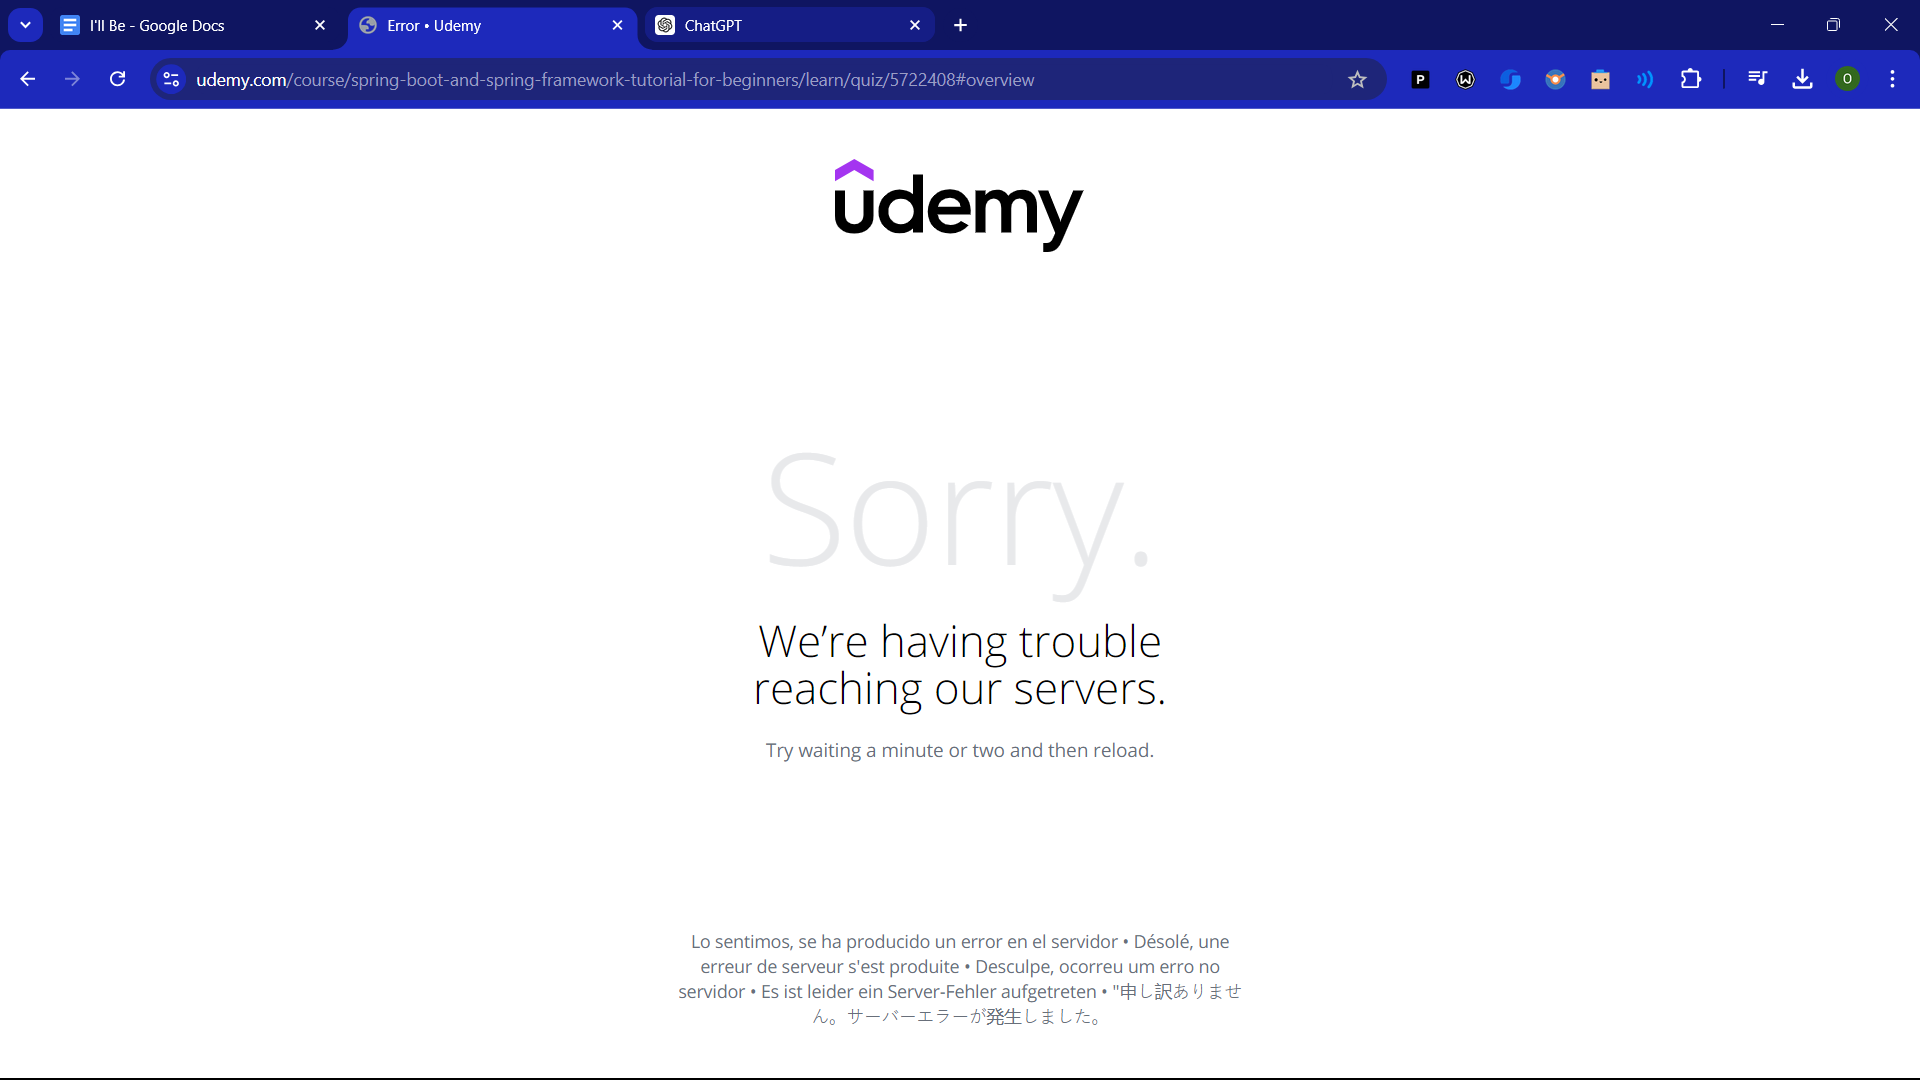 I'll Be - Google Docs
Error • Udemy
ChatGPT
udemy.com/course/spring-boot-and-spring-framework-tutorial-for-beginners/learn/quiz/5722408#overview
P
W
O
udemy
Sorry.
We’re having trouble
reaching our servers.
Try waiting a minute or two and then reload.
Lo sentimos, se ha producido un error en el servidor • Désolé, une
erreur de serveur s'est produite • Desculpe, ocorreu um erro no
servidor • Es ist leider ein Server-Fehler aufgetreten • "申し訳ありませ
ん。サーバーエラーが発生しました。